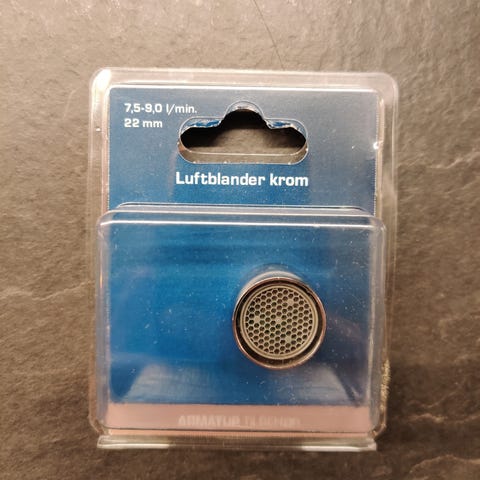 7,5-9,0 l/min.
22 mm
Luftblander krom